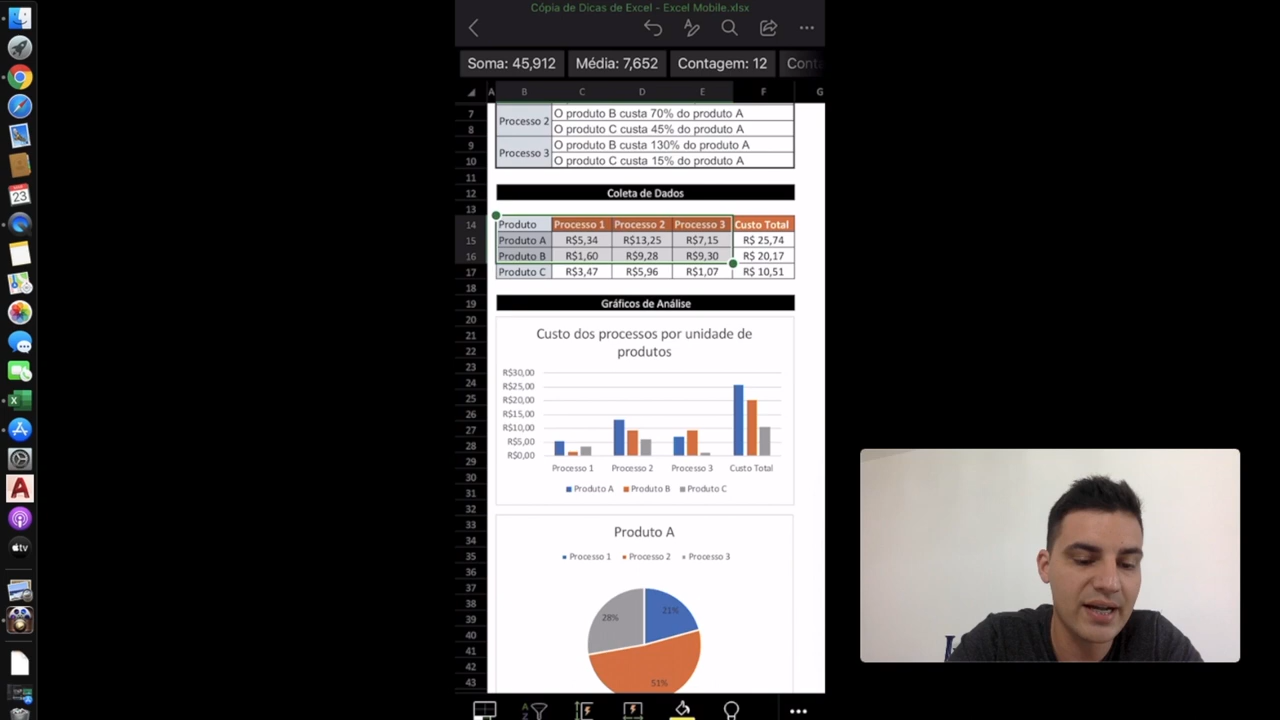 Cópia de Dicas de Excel - Excel Mobile.xlsx
Soma: 45,912 Média: 7,652 Contagem: 12 Conta
A B C D E F G
7 O produto B custa 70% do produto A
Processo 2
8 O produto C custa 45% do produto A
9 O produto B custa 130% do produto A
Processo 3
10 O produto C custa 15% do produto A
11
12 Coleta de Dados
13
14 Produto Processo 1 Processo 2 Processo 3 Custo Total
15 Produto A R$5,34 R$13,25 R$7,15 R$ 25,74
16 Produto B R$1,60 R$9,28 R$9,30 R$ 20,17
17 Produto C R$3,47 R$5,96 R$1,07 R$ 10,51
18
19 Gráficos de Análise
20
21 Custo dos processos por unidade de
22 produtos
23 R$30,00
24 R$25,00
25 R$20,00
26 R$15,00
27 R$10,00
28 R$5,00
29 R$0,00
30 Processo 1 Processo 2 Processo 3 Custo Total
31 Produto A Produto B Produto C
32
33
34 Produto A
35 Processo 1 Processo 2 Processo 3
36
37
38
39 28% 21%
40
41
42
43 51%
23
tv